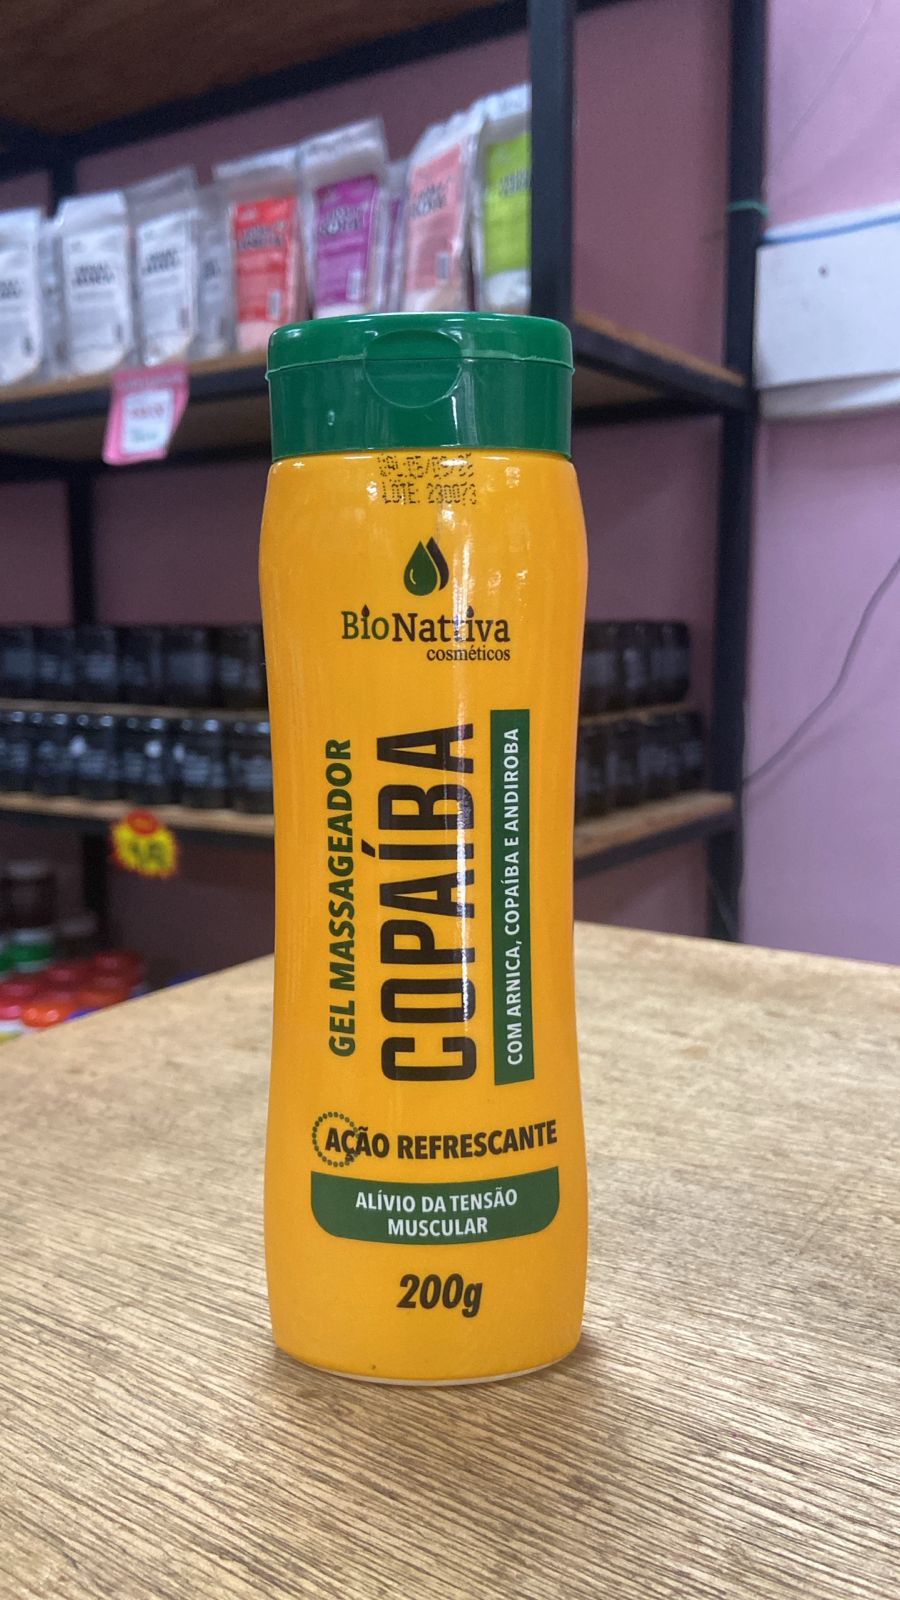 LOTE: 230073
BioNattiva
cosméticos
GEL MASSAGEADOR
COPAÍBA
COM ARNICA, COPAÍBA E ANDIROBA
AÇÃO REFRESCANTE
ALÍVIO DA TENSÃO
MUSCULAR
200g